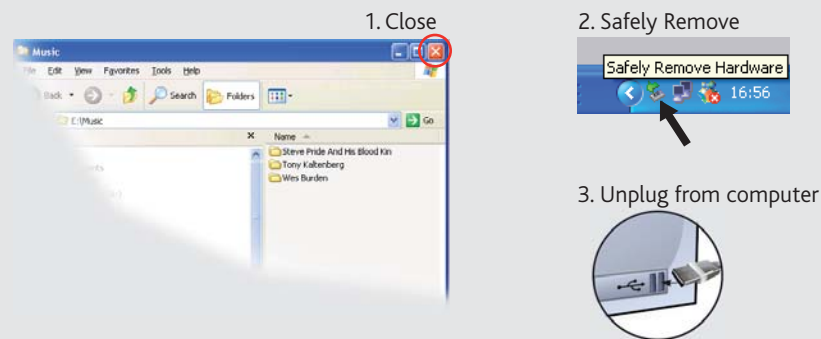 1. Close
Music
File Edit View Favorites Tools Help
Back Search Folders
E:\Music Go
x Name
Steve Pride And His Blood Kin
Tony Kaltenberg
Wes Burden
2. Safely Remove
Safely Remove Hardware
16:56
3. Unplug from computer